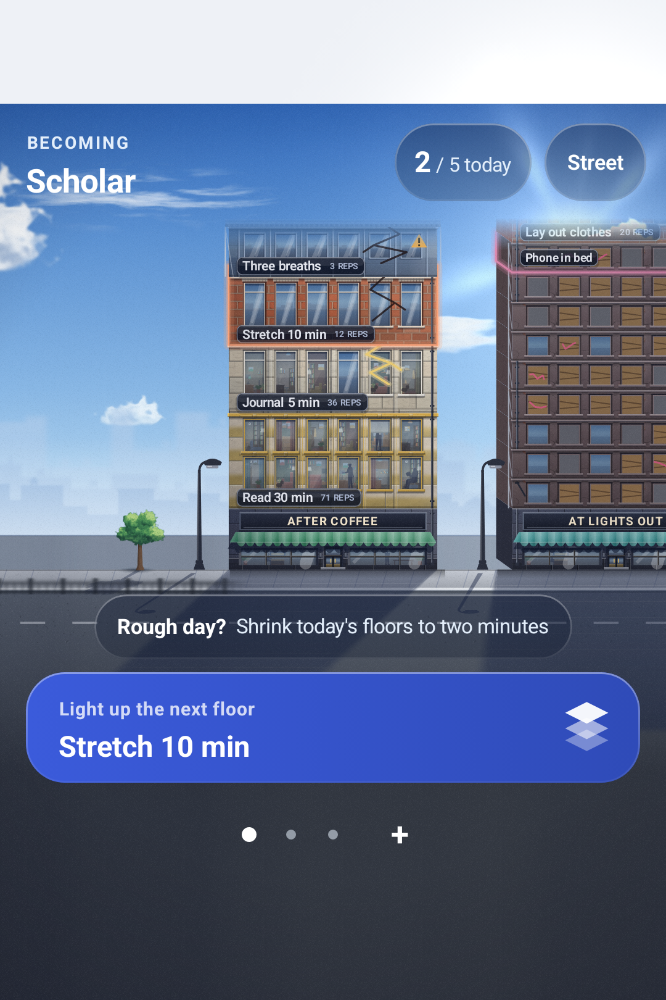 BECOMING
Scholar
2 / 5 today
Street
Three breaths 3 REPS
Stretch 10 min 12 REPS
Journal 5 min 36 REPS
Read 30 min 71 REPS
AFTER COFFEE
Lay out clothes 20 REPS
Phone in bed
AT LIGHTS OUT
Rough day? Shrink today's floors to two minutes
Light up the next floor
Stretch 10 min
+